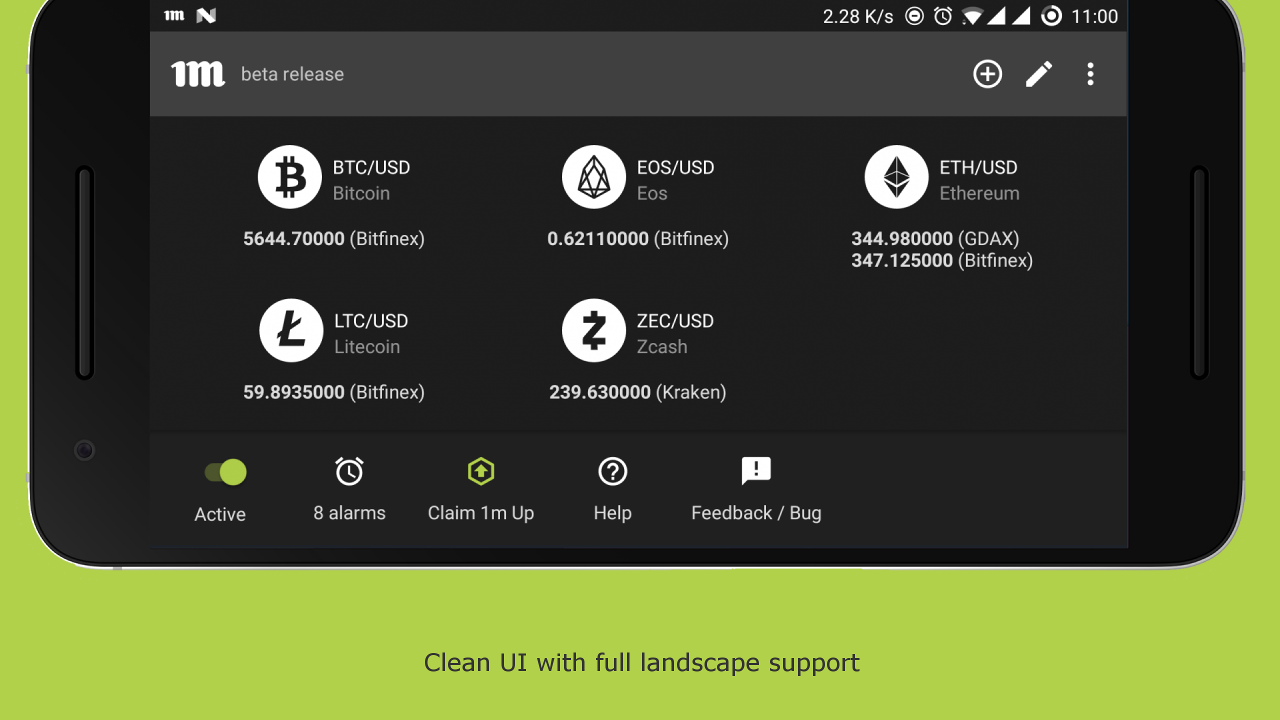 1m N 2.28 K/s 11:00
1m beta release
BTC/USD
Bitcoin
5644.70000 (Bitfinex)
EOS/USD
Eos
0.62110000 (Bitfinex)
ETH/USD
Ethereum
344.980000 (GDAX)
347.125000 (Bitfinex)
LTC/USD
Litecoin
59.8935000 (Bitfinex)
ZEC/USD
Zcash
239.630000 (Kraken)
Active
8 alarms
Claim 1m Up
Help
Feedback / Bug
Clean UI with full landscape support